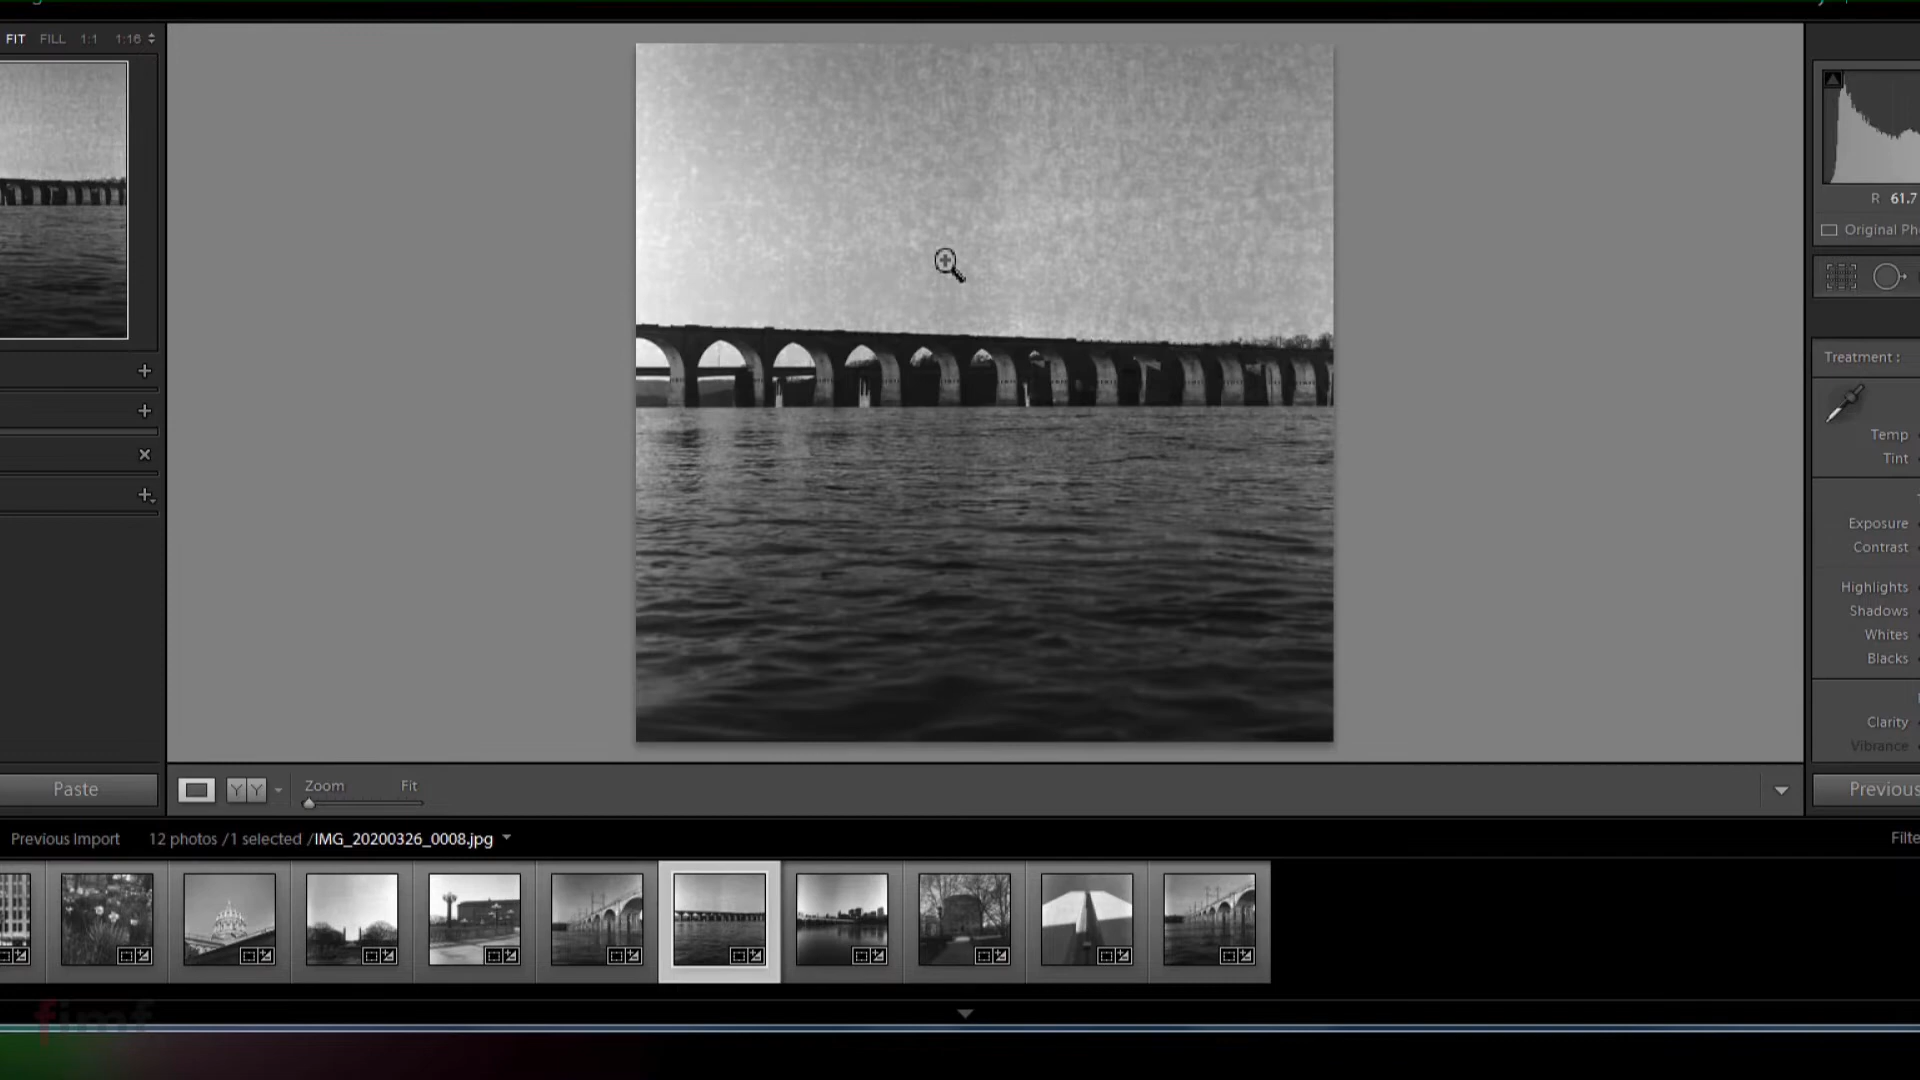 FIT FILL 1:1 1:16
R 61.7
Original Ph
Treatment :
Temp
Tint
Exposure
Contrast
Highlights
Shadows
Whites
Blacks
Clarity
Vibrance
Paste
Y Y
Zoom Fit
Previous
Previous Import 12 photos / 1 selected / IMG_20200326_0008.jpg
Filte
fimf